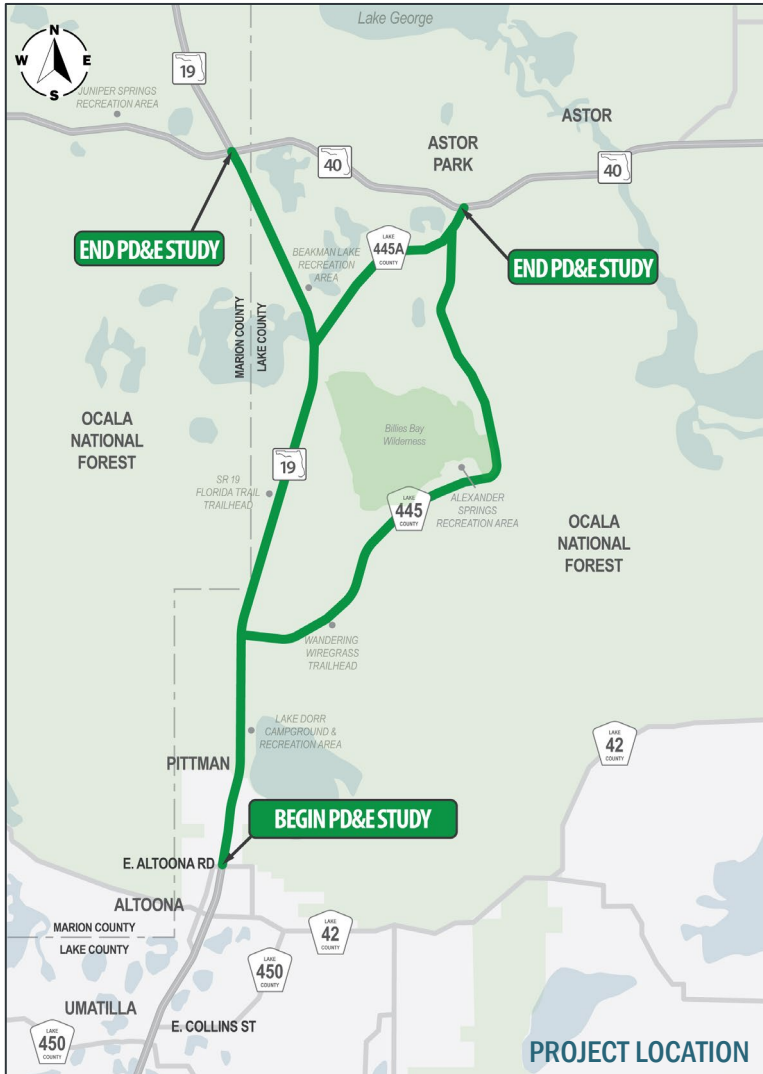 Lake George
N
W
E
S
19
JUNIPER SPRINGS
RECREATION AREA
ASTOR
ASTOR
PARK
40
40
END PD&E STUDY
LAKE
445A
COUNTY
END PD&E STUDY
BEAKMAN LAKE
RECREATION
AREA
MARION COUNTY
LAKE COUNTY
OCALA
NATIONAL
FOREST
Billies Bay
Wilderness
19
SR 19
FLORIDA TRAIL
TRAILHEAD
LAKE
445
COUNTY
ALEXANDER
SPRINGS
RECREATION AREA
OCALA
NATIONAL
FOREST
WANDERING
WIREGRASS
TRAILHEAD
LAKE DORR
CAMPGROUND &
RECREATION AREA
LAKE
42
COUNTY
PITTMAN
BEGIN PD&E STUDY
E. ALTOONA RD
ALTOONA
MARION COUNTY
LAKE COUNTY
LAKE
42
COUNTY
LAKE
450
COUNTY
UMATILLA
E. COLLINS ST
LAKE
450
COUNTY
PROJECT LOCATION